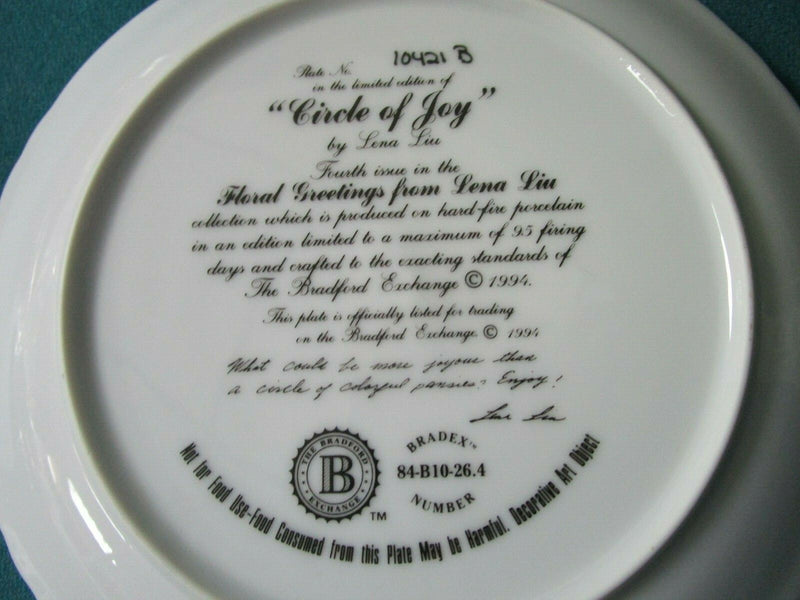 Plate No. 10421 B
in the limited edition of
"Circle of Joy"
by Lena Liu
Fourth issue in the
Floral Greetings from Lena Liu
collection which is produced on hard-fire porcelain
in an edition limited to a maximum of 95 firing
days and crafted to the exacting standards of
The Bradford Exchange © 1994.
This plate is officially listed for trading
on the Bradford Exchange © 1994
What could be more joyous than
a circle of colorful pansies? Enjoy!
Lena Liu
THE BRADFORD
B
EXCHANGE
TM
BRADEX™
84-B10-26.4
NUMBER
Not for Food Use-Food Consumed from this Plate May be Harmful. Decorative Art Object